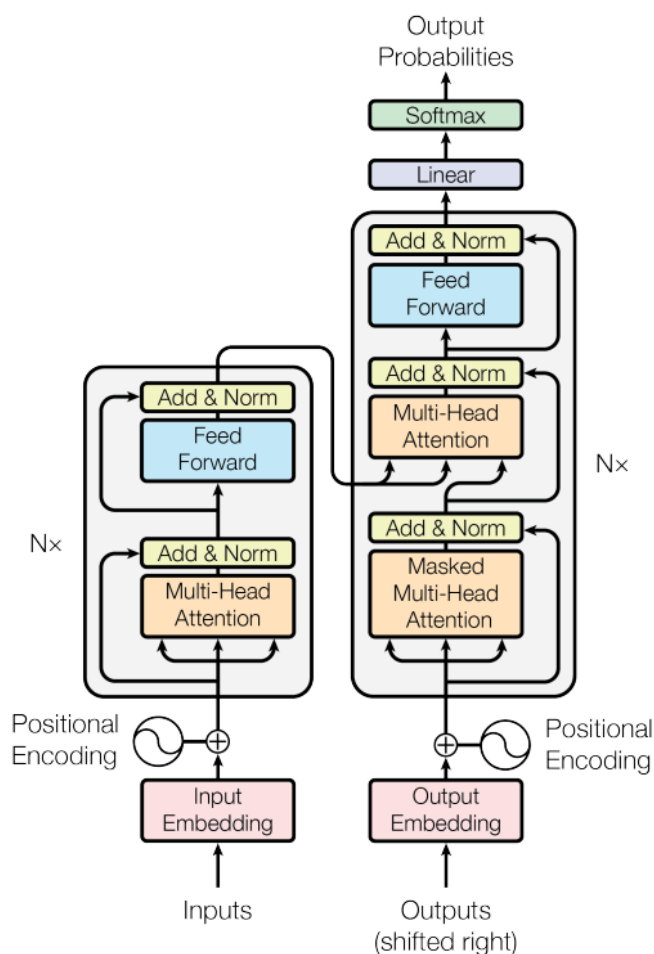 Output
Probabilities
Softmax
Linear
Add & Norm
Feed
Forward
Add & Norm
Multi-Head
Attention
Add & Norm
Masked
Multi-Head
Attention
N×
Add & Norm
Feed
Forward
Add & Norm
Multi-Head
Attention
N×
Positional
Encoding
Positional
Encoding
Input
Embedding
Output
Embedding
Inputs
Outputs
(shifted right)